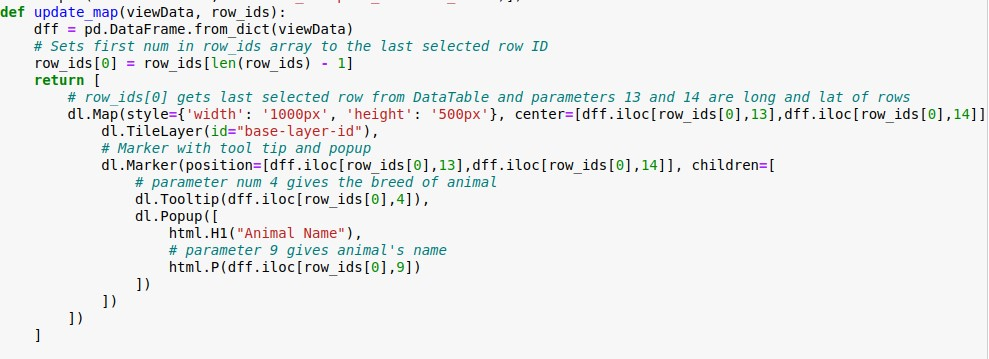 def update_map(viewData, row_ids):
    dff = pd.DataFrame.from_dict(viewData)
    # Sets first num in row_ids array to the last selected row ID
    row_ids[0] = row_ids[len(row_ids) - 1]
    return [
        # row_ids[0] gets last selected row from DataTable and parameters 13 and 14 are long and lat of rows
        dl.Map(style={'width': '1000px', 'height': '500px'}, center=[dff.iloc[row_ids[0],13],dff.iloc[row_ids[0],14]]
            dl.TileLayer(id="base-layer-id"),
            # Marker with tool tip and popup
            dl.Marker(position=[dff.iloc[row_ids[0],13],dff.iloc[row_ids[0],14]], children=[
                # parameter num 4 gives the breed of animal
                dl.Tooltip(dff.iloc[row_ids[0],4]),
                dl.Popup([
                    html.H1("Animal Name"),
                    # parameter 9 gives animal's name
                    html.P(dff.iloc[row_ids[0],9])
                ])
            ])
        ])
    ]